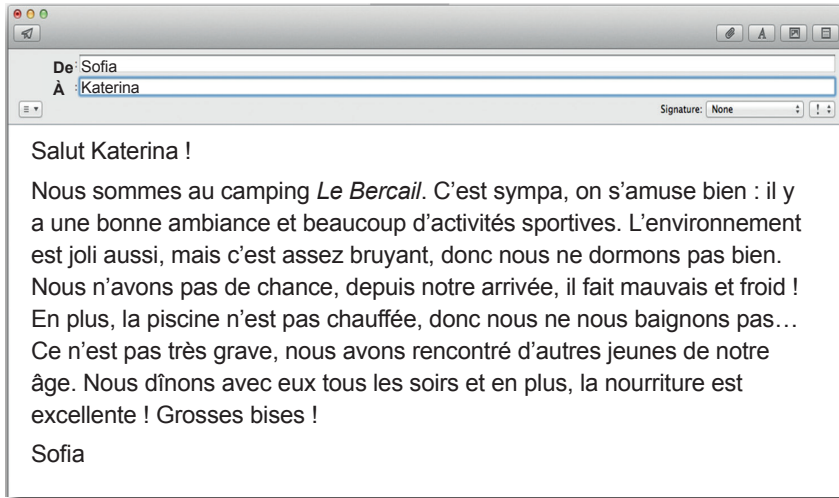 De: Sofia
À : Katerina
Signature: None
Salut Katerina !
Nous sommes au camping Le Bercail. C’est sympa, on s’amuse bien : il y
a une bonne ambiance et beaucoup d’activités sportives. L’environnement
est joli aussi, mais c’est assez bruyant, donc nous ne dormons pas bien.
Nous n’avons pas de chance, depuis notre arrivée, il fait mauvais et froid !
En plus, la piscine n’est pas chauffée, donc nous ne nous baignons pas…
Ce n’est pas très grave, nous avons rencontré d’autres jeunes de notre
âge. Nous dînons avec eux tous les soirs et en plus, la nourriture est
excellente ! Grosses bises !
Sofia